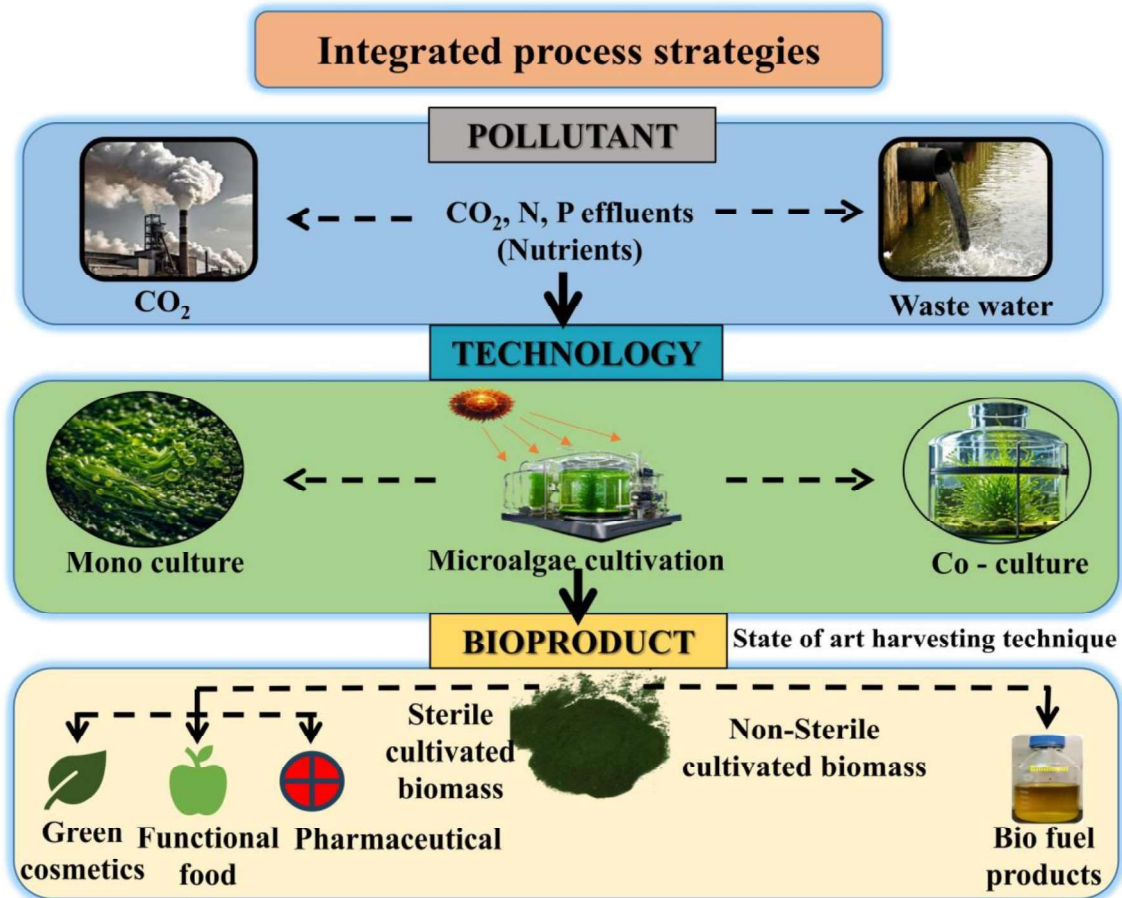 Integrated process strategies
POLLUTANT
CO₂, N, P effluents
(Nutrients)
CO₂
Waste water
TECHNOLOGY
Mono culture
Microalgae cultivation
Co - culture
BIOPRODUCT
State of art harvesting technique
Sterile
cultivated
biomass
Non-Sterile
cultivated biomass
Green
cosmetics
Functional
food
Pharmaceutical
Bio fuel
products